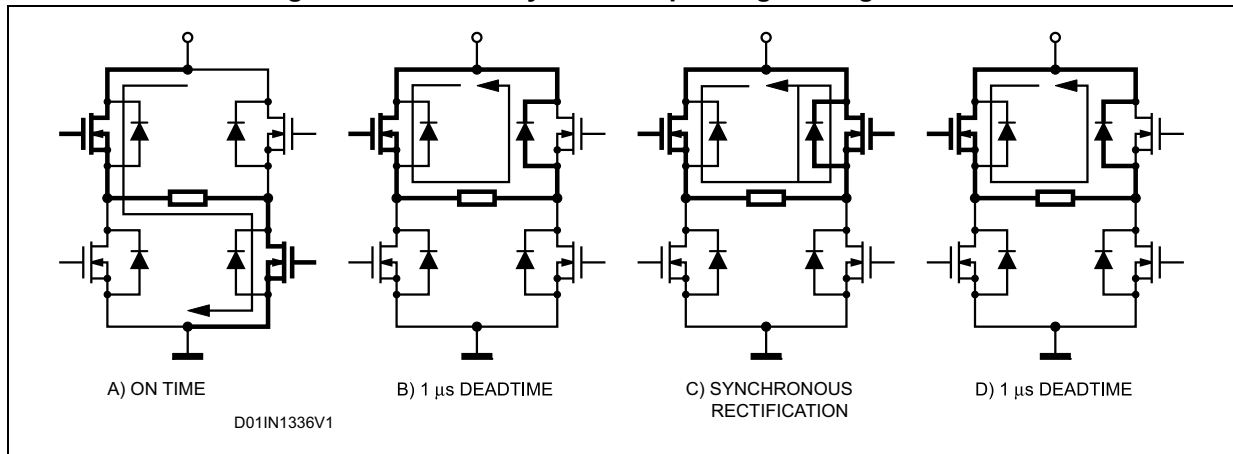 A) ON TIME
B) 1 μs DEADTIME
C) SYNCHRONOUS
RECTIFICATION
D) 1 μs DEADTIME
D01IN1336V1